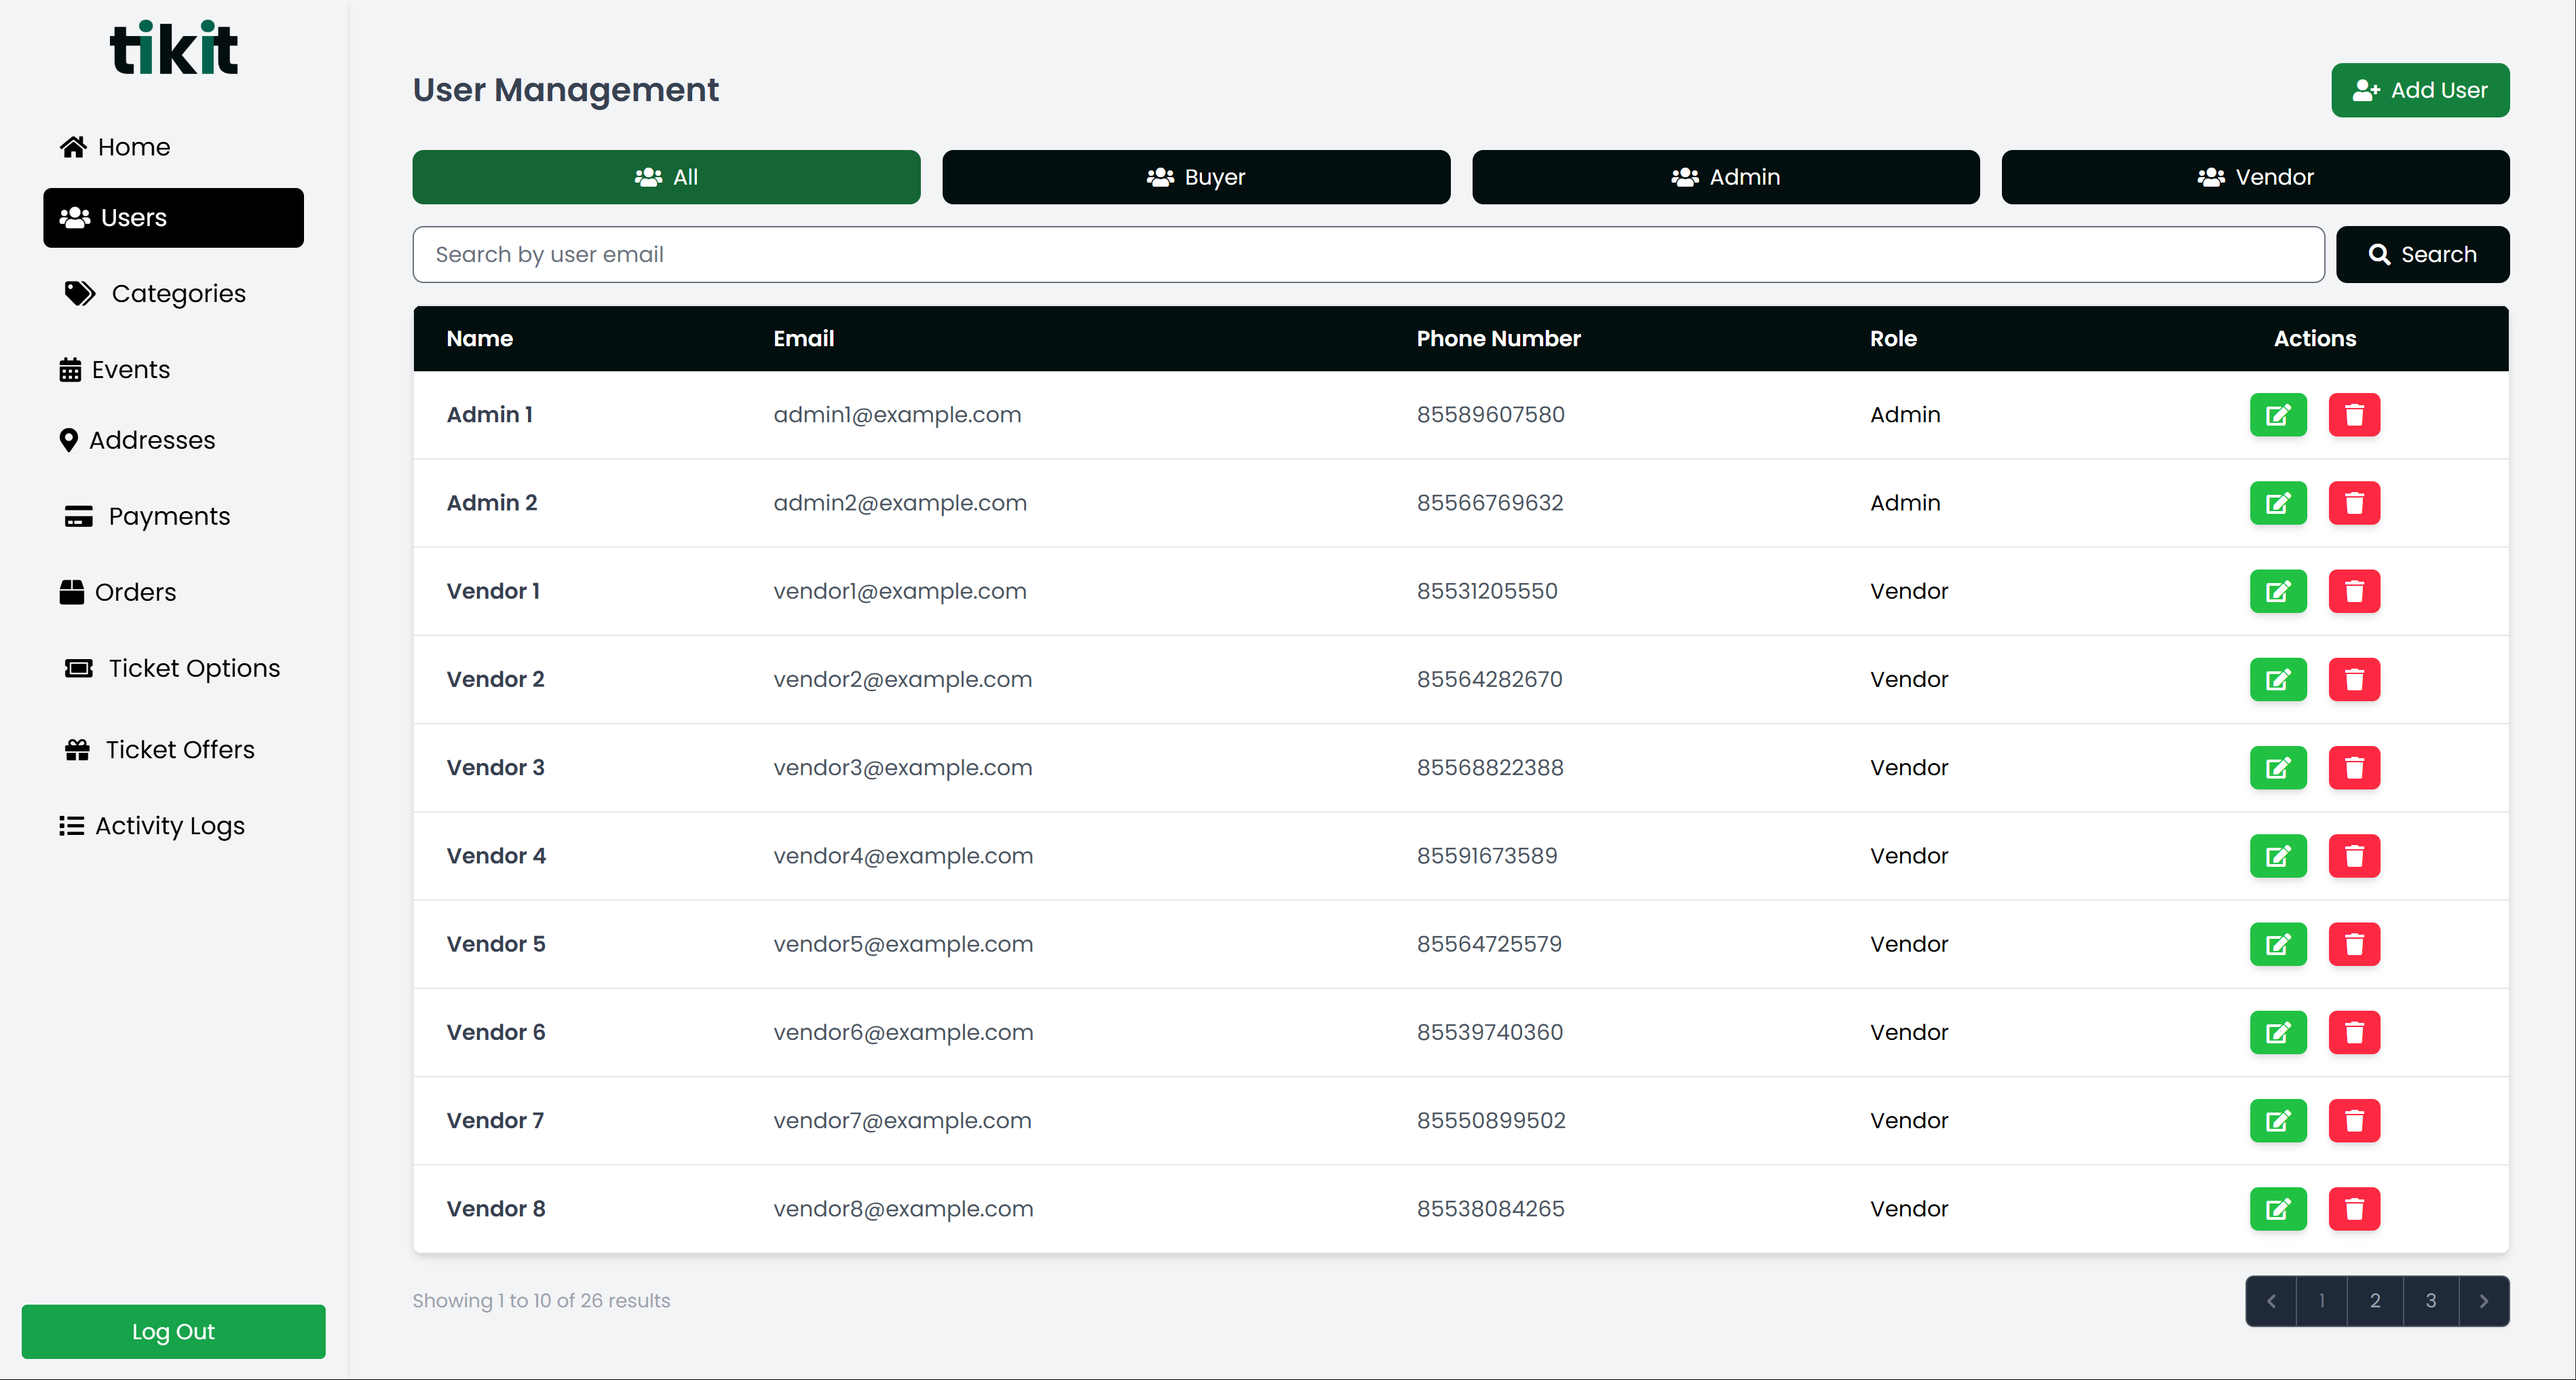 tikit
Home
Users
Categories
Events
Addresses
Payments
Orders
Ticket Options
Ticket Offers
Activity Logs
Log Out
User Management
Add User
All Buyer Admin Vendor
Search by user email Search
Name Email Phone Number Role Actions
Admin 1 admin1@example.com 85589607580 Admin
Admin 2 admin2@example.com 85566769632 Admin
Vendor 1 vendor1@example.com 85531205550 Vendor
Vendor 2 vendor2@example.com 85564282670 Vendor
Vendor 3 vendor3@example.com 85568822388 Vendor
Vendor 4 vendor4@example.com 85591673589 Vendor
Vendor 5 vendor5@example.com 85564725579 Vendor
Vendor 6 vendor6@example.com 85539740360 Vendor
Vendor 7 vendor7@example.com 85550899502 Vendor
Vendor 8 vendor8@example.com 85538084265 Vendor
Showing 1 to 10 of 26 results 1 2 3